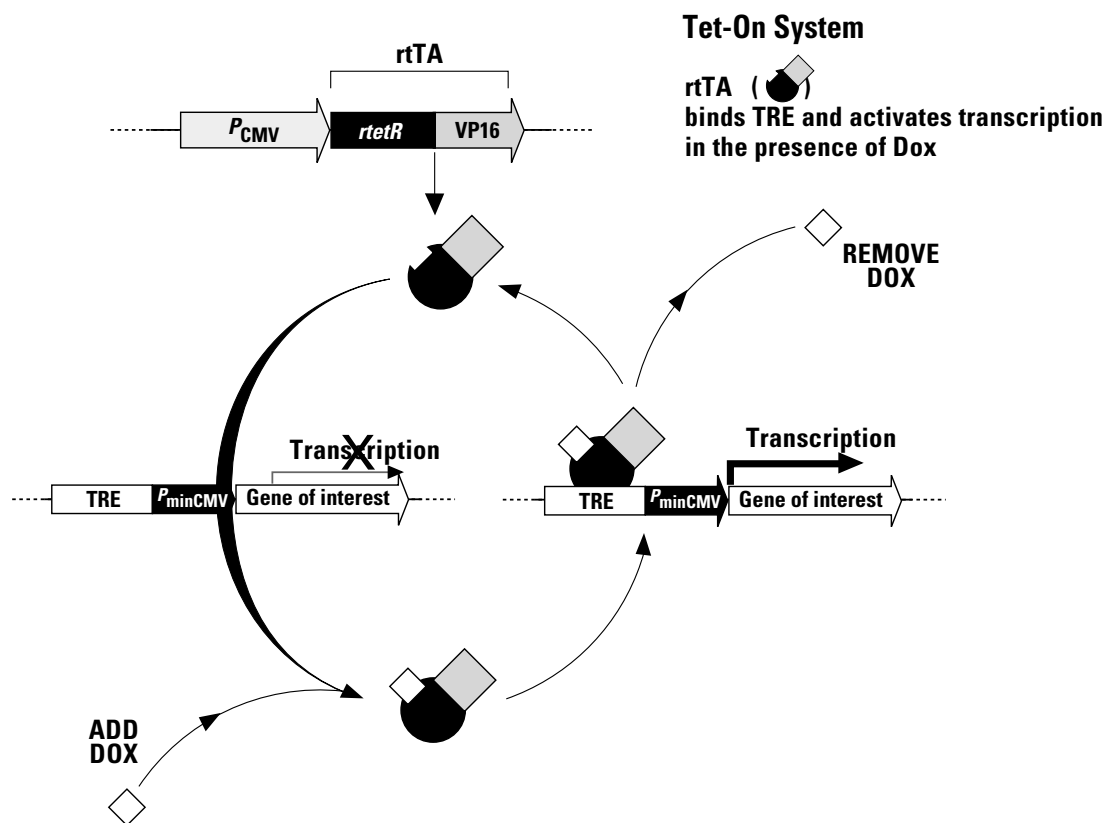 Tet-On System
rtTA
rtTA ( )
binds TRE and activates transcription
in the presence of Dox
PCMV
rtetR
VP16
REMOVE
DOX
Transcription
TRE
PminCMV
Gene of interest
Transcription
TRE
PminCMV
Gene of interest
ADD
DOX